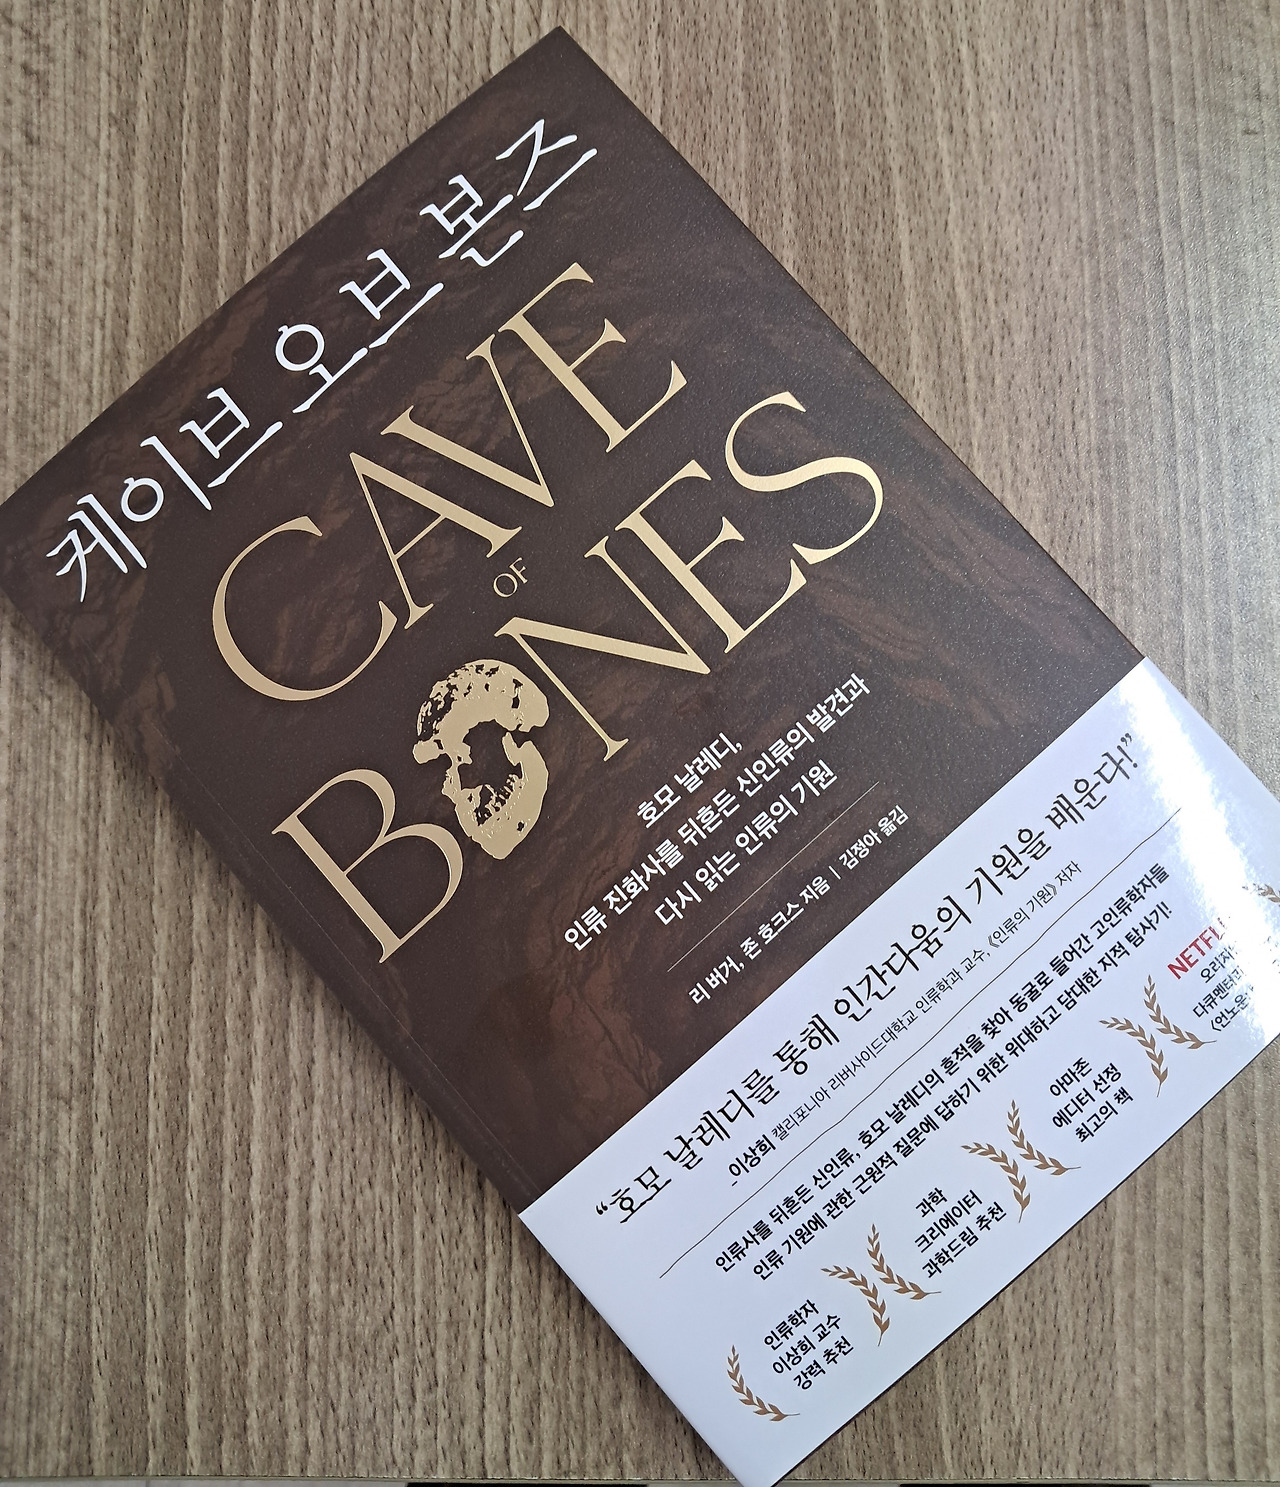 케이브 오브 본즈
CAVE
OF
BONES
호모 날레디,
인류 진화사를 뒤흔든 신인류의 발견과
다시 읽는 인류의 기원
리 버거, 존 호크스 지음 | 김정아 옮김
“호모 날레디를 통해 인간다움의 기원을 배운다!”
_이상희 캘리포니아 리버사이드대학교 인류학과 교수, 《인류의 기원》 저자
인류사를 뒤흔든 신인류, 호모 날레디의 흔적을 찾아 동굴로 들어간 고인류학자들
인류 기원에 관한 근원적 질문에 답하기 위한 위대하고 담대한 지적 탐사기!
인류학자
이상희 교수
강력 추천
과학
크리에이터
과학드림 추천
아마존
에디터 선정
최고의 책